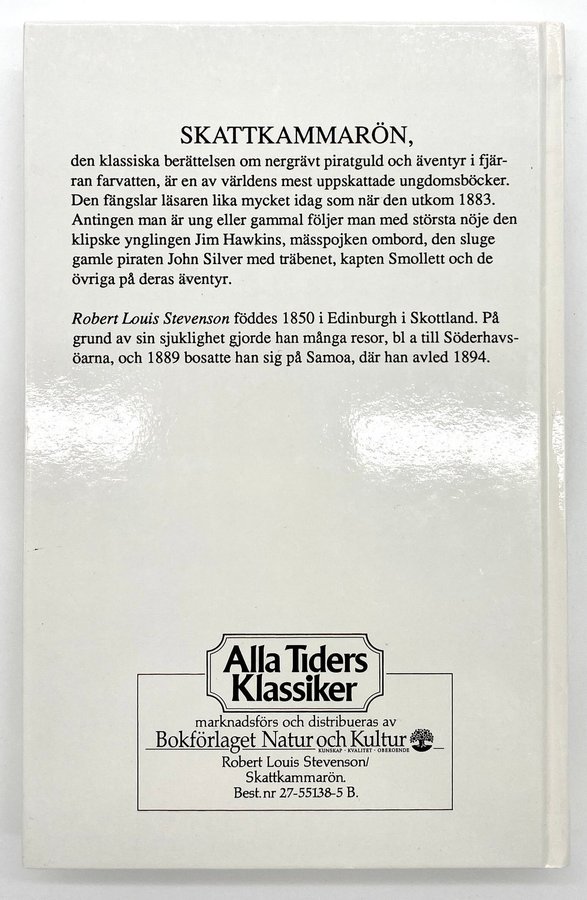 SKATTKAMMARÖN,
den klassiska berättelsen om nergrävt piratguld och äventyr i fjär-
ran farvatten, är en av världens mest uppskattade ungdomsböcker.
Den fängslar läsaren lika mycket idag som när den utkom 1883.
Antingen man är ung eller gammal följer man med största nöje den
klipske ynglingen Jim Hawkins, mässpojken ombord, den sluge
gamle piraten John Silver med träbenet, kapten Smollett och de
övriga på deras äventyr.
Robert Louis Stevenson föddes 1850 i Edinburgh i Skottland. På
grund av sin sjuklighet gjorde han många resor, bl a till Söderhavs-
öarna, och 1889 bosatte han sig på Samoa, där han avled 1894.
Alla Tiders
Klassiker
marknadsförs och distribueras av
Bokförlaget Natur och Kultur
KUNSKAP · KVALITET · OBEROENDE
Robert Louis Stevenson/
Skattkammarön.
Best.nr 27-55138-5 B.